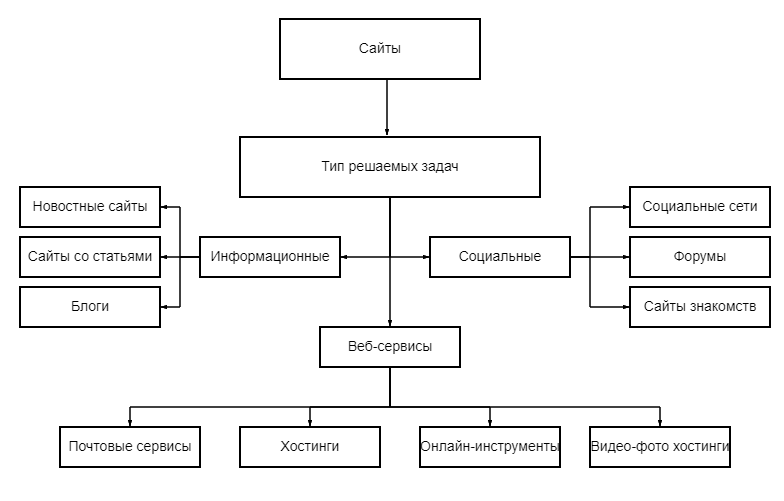 Сайты
Тип решаемых задач
Новостные сайты
Социальные сети
Сайты со статьями
Информационные
Социальные
Форумы
Блоги
Сайты знакомств
Веб-сервисы
Почтовые сервисы
Хостинги
Онлайн-инструменты
Видео-фото хостинги